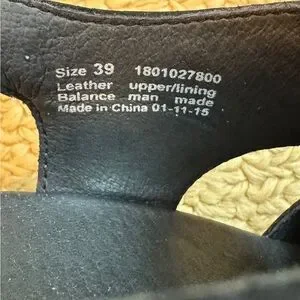 Size 39 1801027800
Leather upper/lining
Balance man made
Made in China 01-11-15